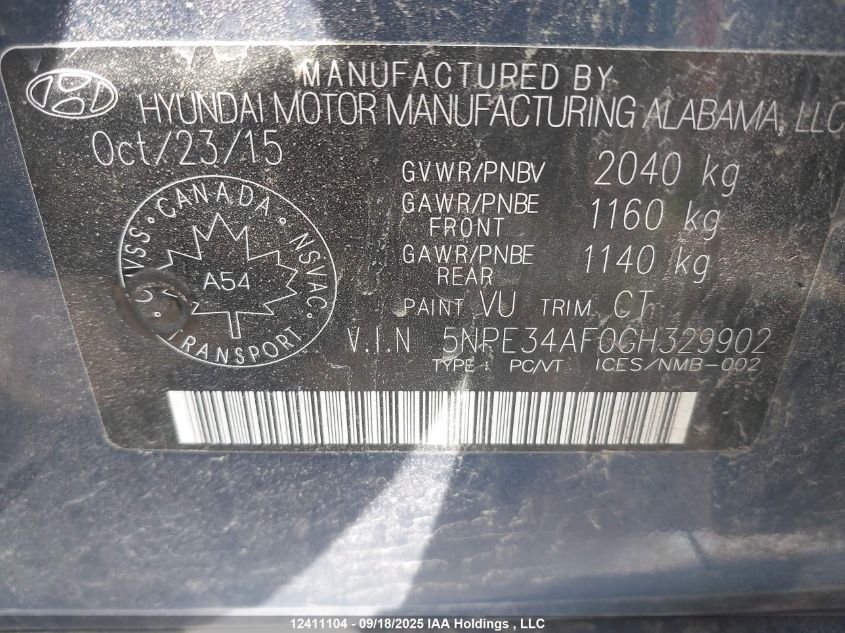 MANUFACTURED BY
HYUNDAI MOTOR MANUFACTURING ALABAMA, LLC
Oct/23/15
GVWR/PNBV 2040 kg
GAWR/PNBE FRONT 1160 kg
GAWR/PNBE REAR 1140 kg
PAINT VU TRIM CT
V.I.N 5NPE34AF0GH329902
TYPE : PC/VT ICES/NMB-002
CANADA
NSVAC
TRANSPORT
A54
12411104 - 09/18/2025 IAA Holdings , LLC